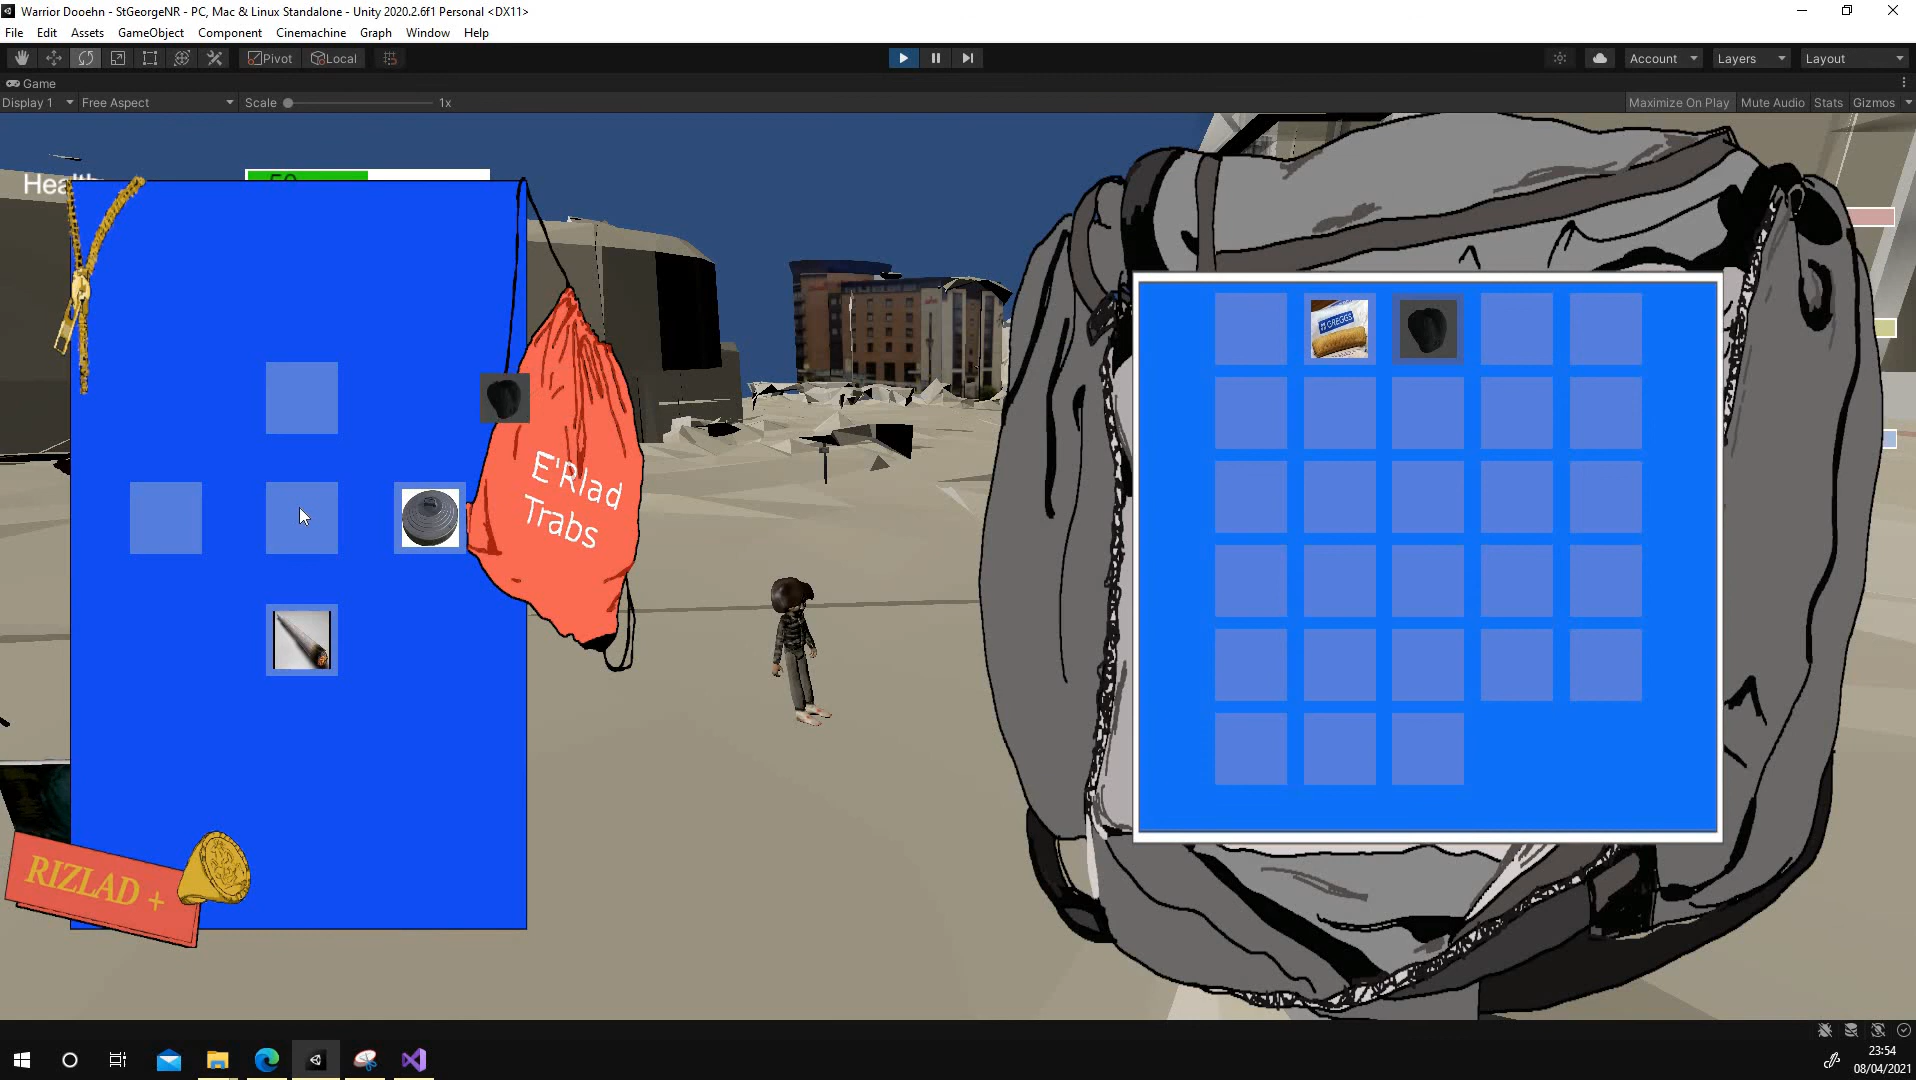 Warrior Dooehn - StGeorgeNR - PC, Mac & Linux Standalone - Unity 2020.2.6f1 Personal <DX11>
File Edit Assets GameObject Component Cinemachine Graph Window Help
Pivot Local Account Layers Layout
Game
Display 1 Free Aspect Scale 1x Maximize On Play Mute Audio Stats Gizmos
Health
50
GREGGS
E'Rlad
Trabs
RIZLAD +
23:54
08/04/2021